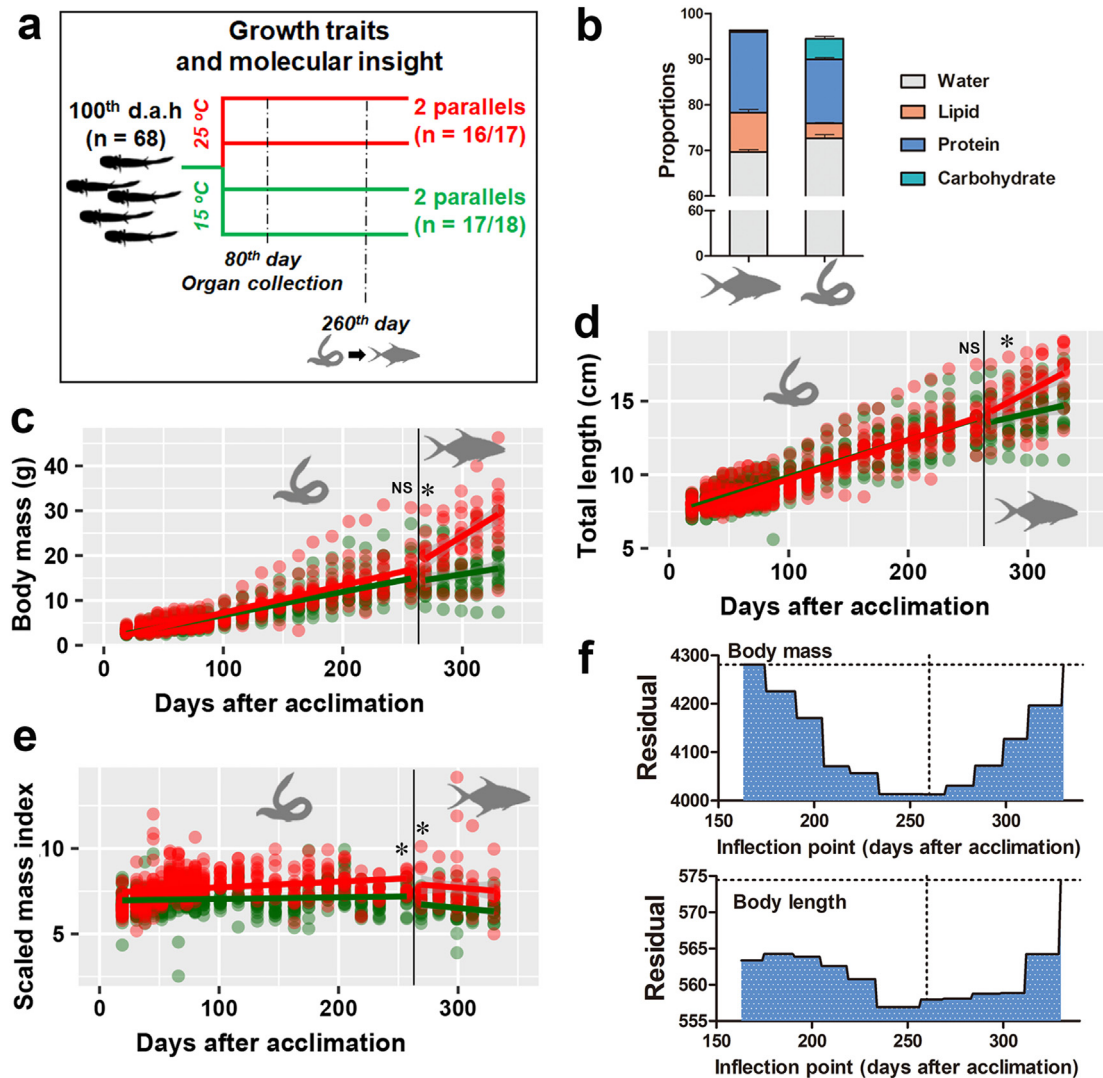 a
Growth traits
and molecular insight
100th d.a.h
(n = 68)
25 ºC
2 parallels
(n = 16/17)
15 ºC
2 parallels
(n = 17/18)
80th day
Organ collection
260th day
b
Proportions
100
90
80
70
60
60
0
Water
Lipid
Protein
Carbohydrate
c
Body mass (g)
40
30
20
10
0
NS
*
0 100 200 300
Days after acclimation
d
Total length (cm)
15
10
5
NS
*
0 100 200 300
Days after acclimation
e
Scaled mass index
10
5
*
*
0 100 200 300
Days after acclimation
f
Body mass
Residual
4300
4200
4100
4000
150 200 250 300
Inflection point (days after acclimation)
Body length
Residual
575
570
565
560
555
150 200 250 300
Inflection point (days after acclimation)